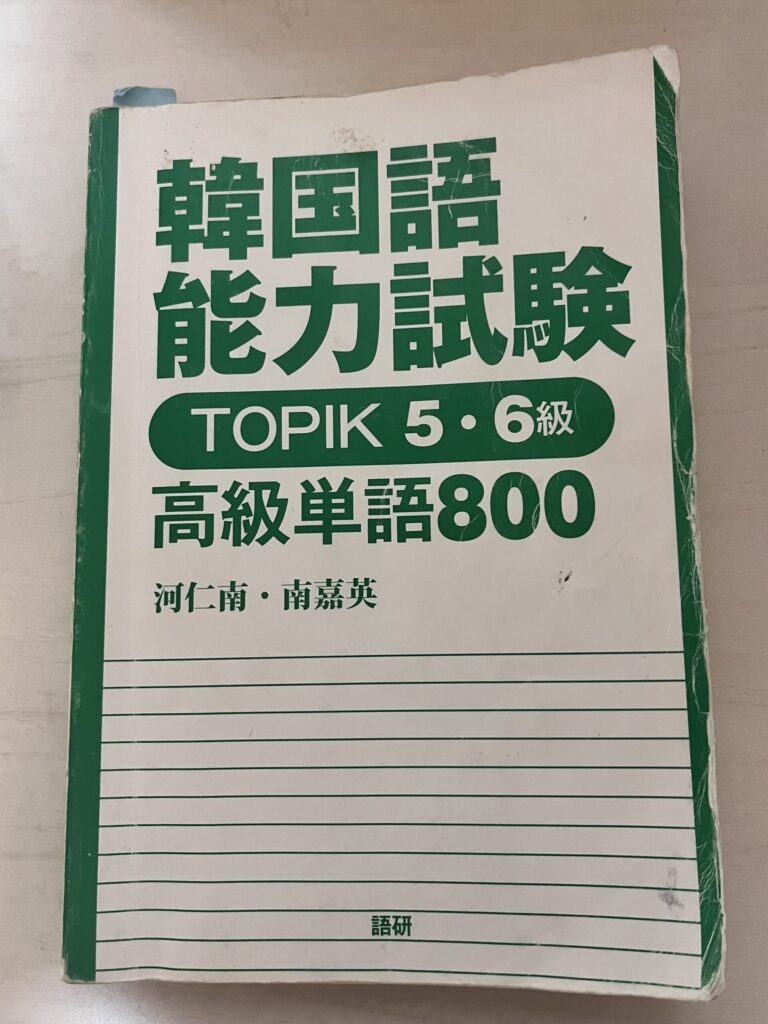 韓国語
能力試験
TOPIK 5・6級
高級単語800
河仁南・南嘉英
語研